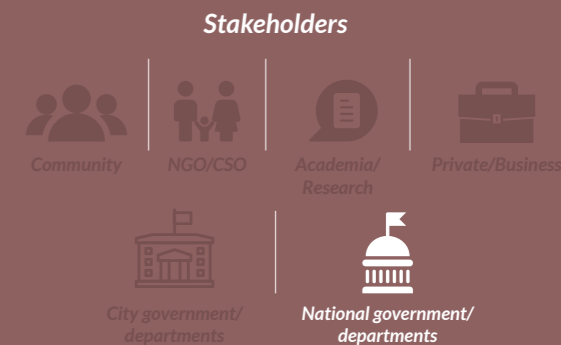 Stakeholders
Community
NGO/CSO
Academia/
Research
Private/Business
City government/
departments
National government/
departments